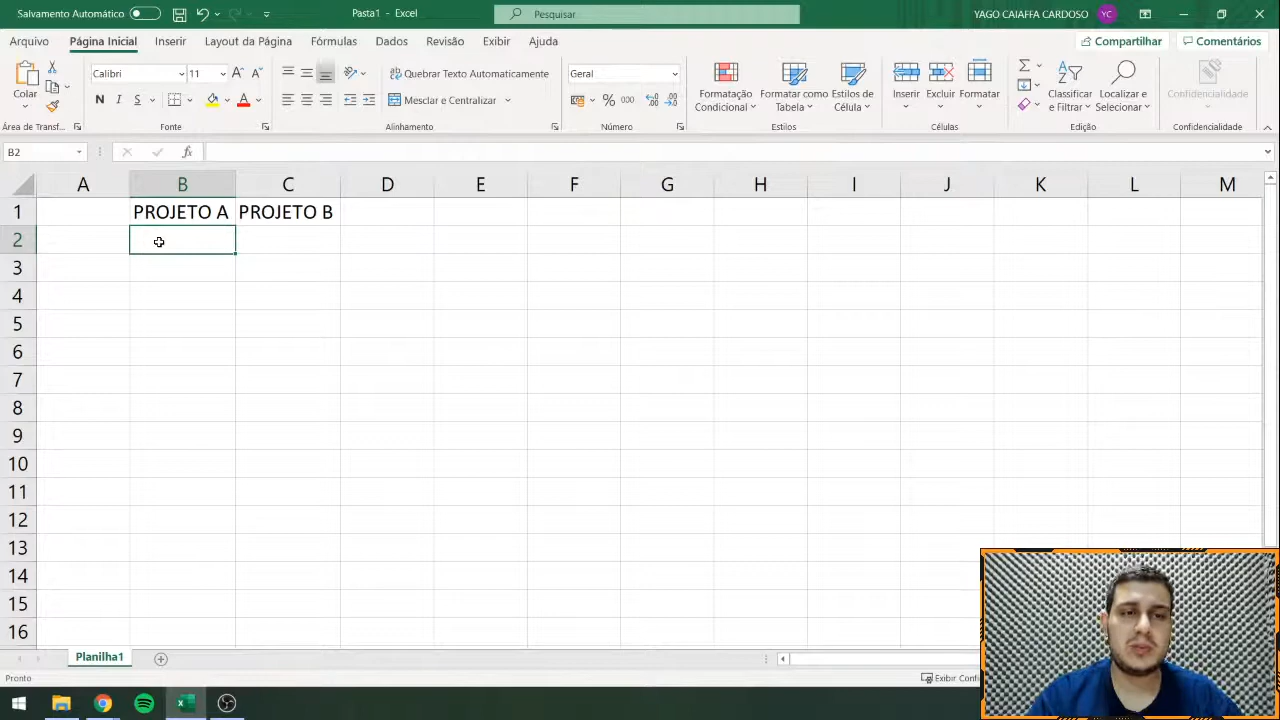 Salvamento Automático
Pasta1 - Excel
Pesquisar
YAGO CAIAFFA CARDOSO
YC
Arquivo
Página Inicial
Inserir
Layout da Página
Fórmulas
Dados
Revisão
Exibir
Ajuda
Compartilhar
Comentários
Colar
Calibri
11
N I S
Quebrar Texto Automaticamente
Mesclar e Centralizar
Geral
% 000
Formatação Condicional
Formatar como Tabela
Estilos de Célula
Inserir
Excluir
Formatar
Classificar e Filtrar
Localizar e Selecionar
Confidencialidade
Área de Transf...
Fonte
Alinhamento
Número
Estilos
Células
Edição
Confidencialidade
B2
fx
A B C D E F G H I J K L M
1 PROJETO A PROJETO B
2
3
4
5
6
7
8
9
10
11
12
13
14
15
16
Planilha1
Pronto
Exibir Confi